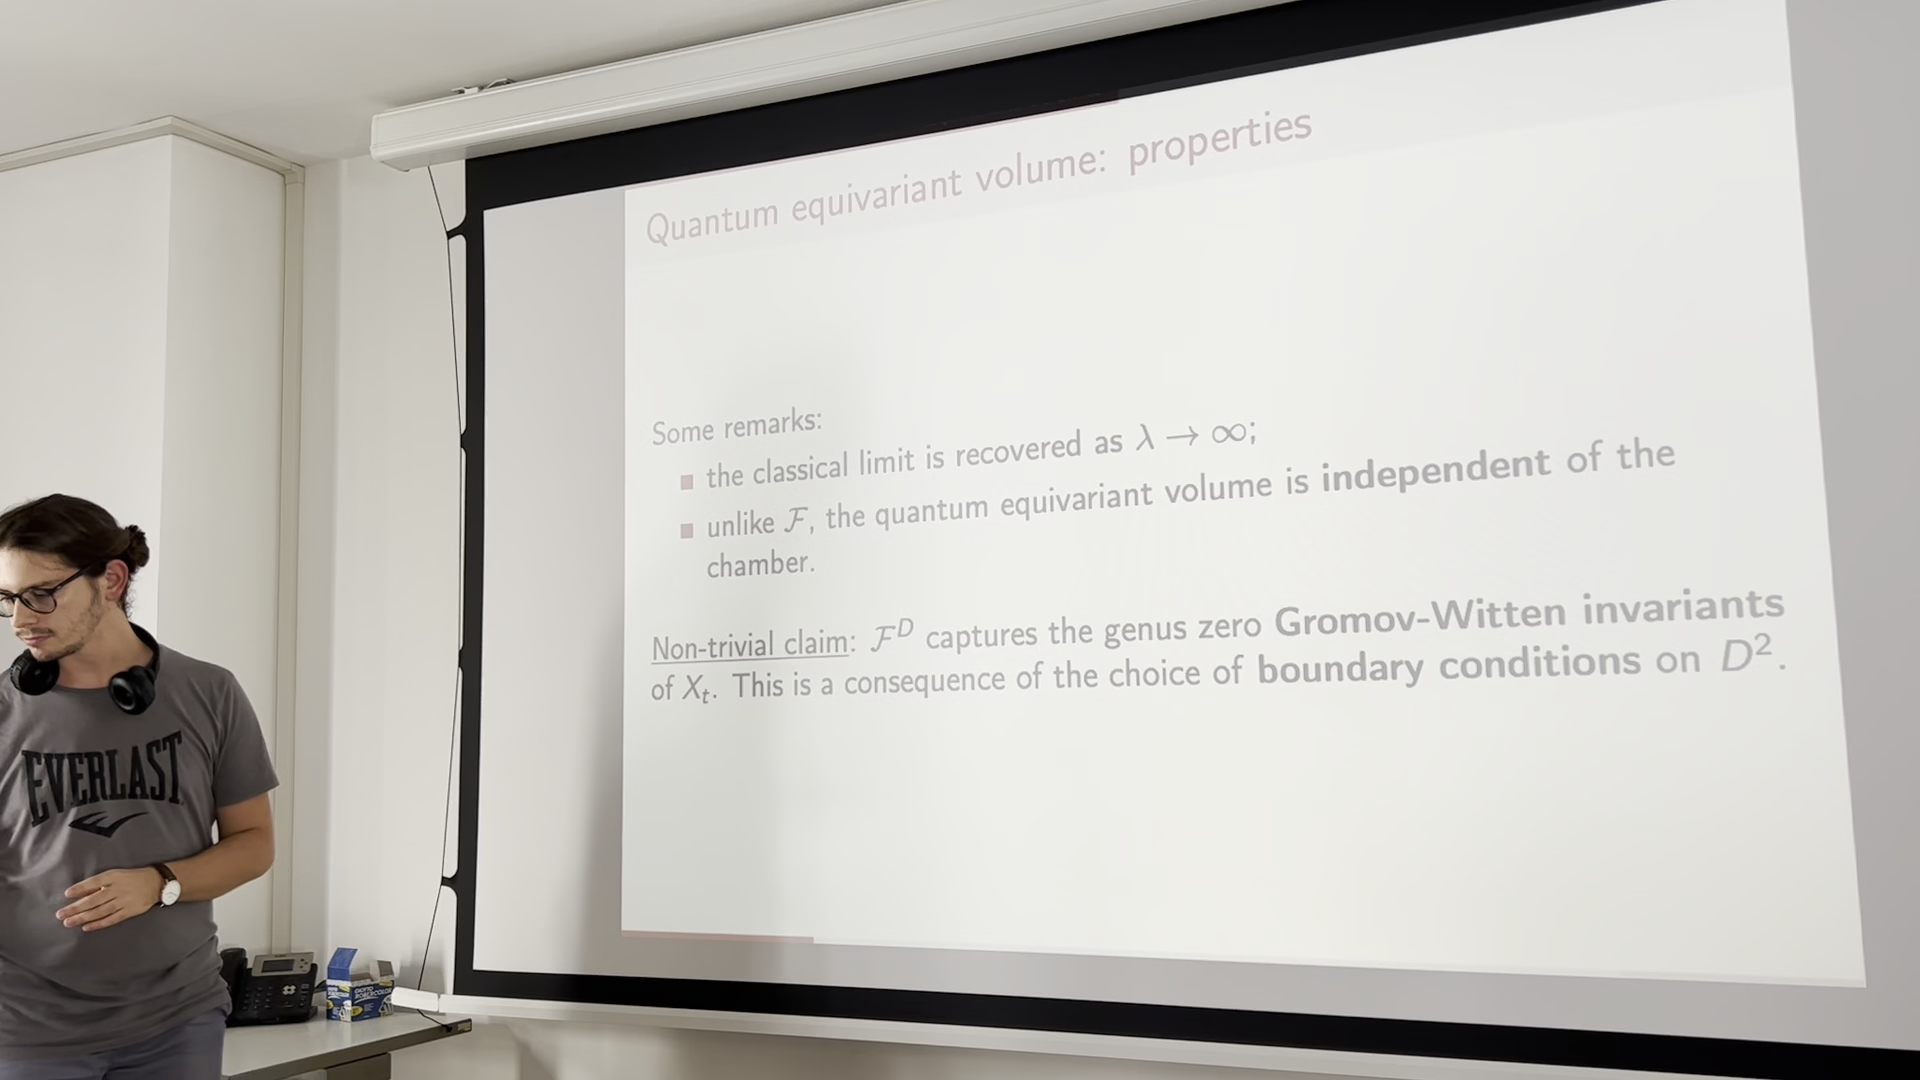 Quantum equivariant volume: properties
Some remarks:
the classical limit is recovered as λ → ∞;
unlike ℱ, the quantum equivariant volume is independent of the
chamber.
Non-trivial claim: ℱᴰ captures the genus zero Gromov-Witten invariants
of Xₜ. This is a consequence of the choice of boundary conditions on D².
EVERLAST